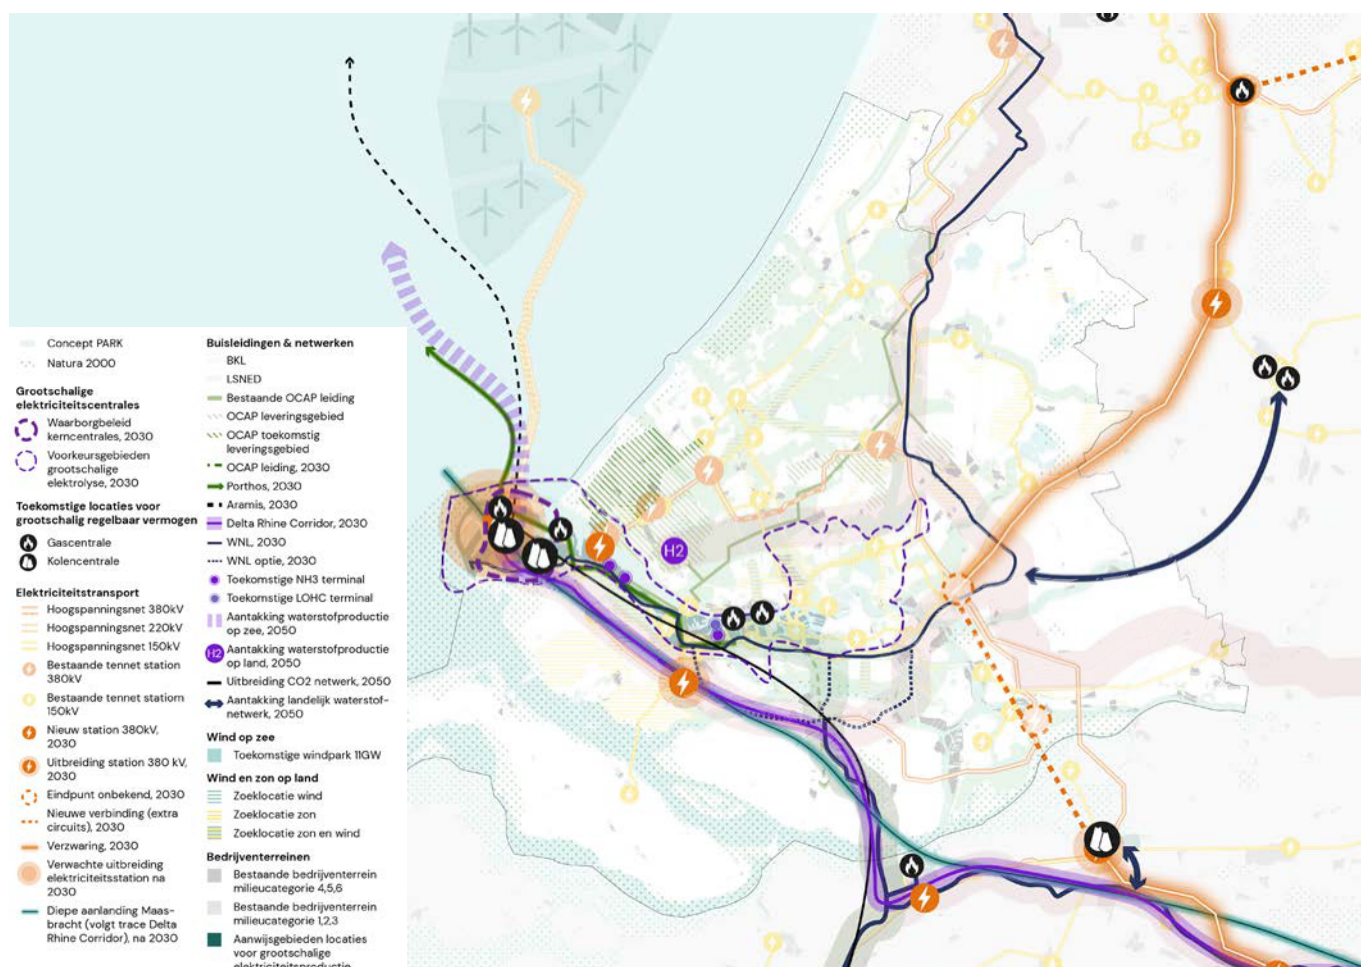 Concept PARK
Natura 2000
Grootschalige
elektriciteitscentrales
Waarborgbeleid
kerncentrales, 2030
Voorkeursgebieden
grootschalige
elektrolyse, 2030
Toekomstige locaties voor
grootschalig regelbaar vermogen
Gascentrale
Kolencentrale
Elektriciteitstransport
Hoogspanningsnet 380kV
Hoogspanningsnet 220kV
Hoogspanningsnet 150kV
Bestaande tennet station
380kV
Bestaande tennet statiom
150kV
Nieuw station 380kV,
2030
Uitbreiding station 380 kV,
2030
Eindpunt onbekend, 2030
Nieuwe verbinding (extra
circuits), 2030
Verzwaring, 2030
Verwachte uitbreiding
elektriciteitsstation na
2030
Diepe aanlanding Maas-
bracht (volgt trace Delta
Rhine Corridor), na 2030
Buisleidingen & netwerken
BKL
LSNED
Bestaande OCAP leiding
OCAP leveringsgebied
OCAP toekomstig
leveringsgebied
OCAP leiding, 2030
Porthos, 2030
Aramis, 2030
Delta Rhine Corridor, 2030
WNL, 2030
WNL optie, 2030
Toekomstige NH3 terminal
Toekomstige LOHC terminal
Aantakking waterstofproductie
op zee, 2050
H2 Aantakking waterstofproductie
op land, 2050
Uitbreiding CO2 netwerk, 2050
Aantakking landelijk waterstof-
netwerk, 2050
Wind op zee
Toekomstige windpark 11GW
Wind en zon op land
Zoeklocatie wind
Zoeklocatie zon
Zoeklocatie zon en wind
Bedrijventerreinen
Bestaande bedrijventerrein
milieucategorie 4,5,6
Bestaande bedrijventerrein
milieucategorie 1,2,3
Aanwijsgebieden locaties
voor grootschalige
elektriciteitsproductie
H2